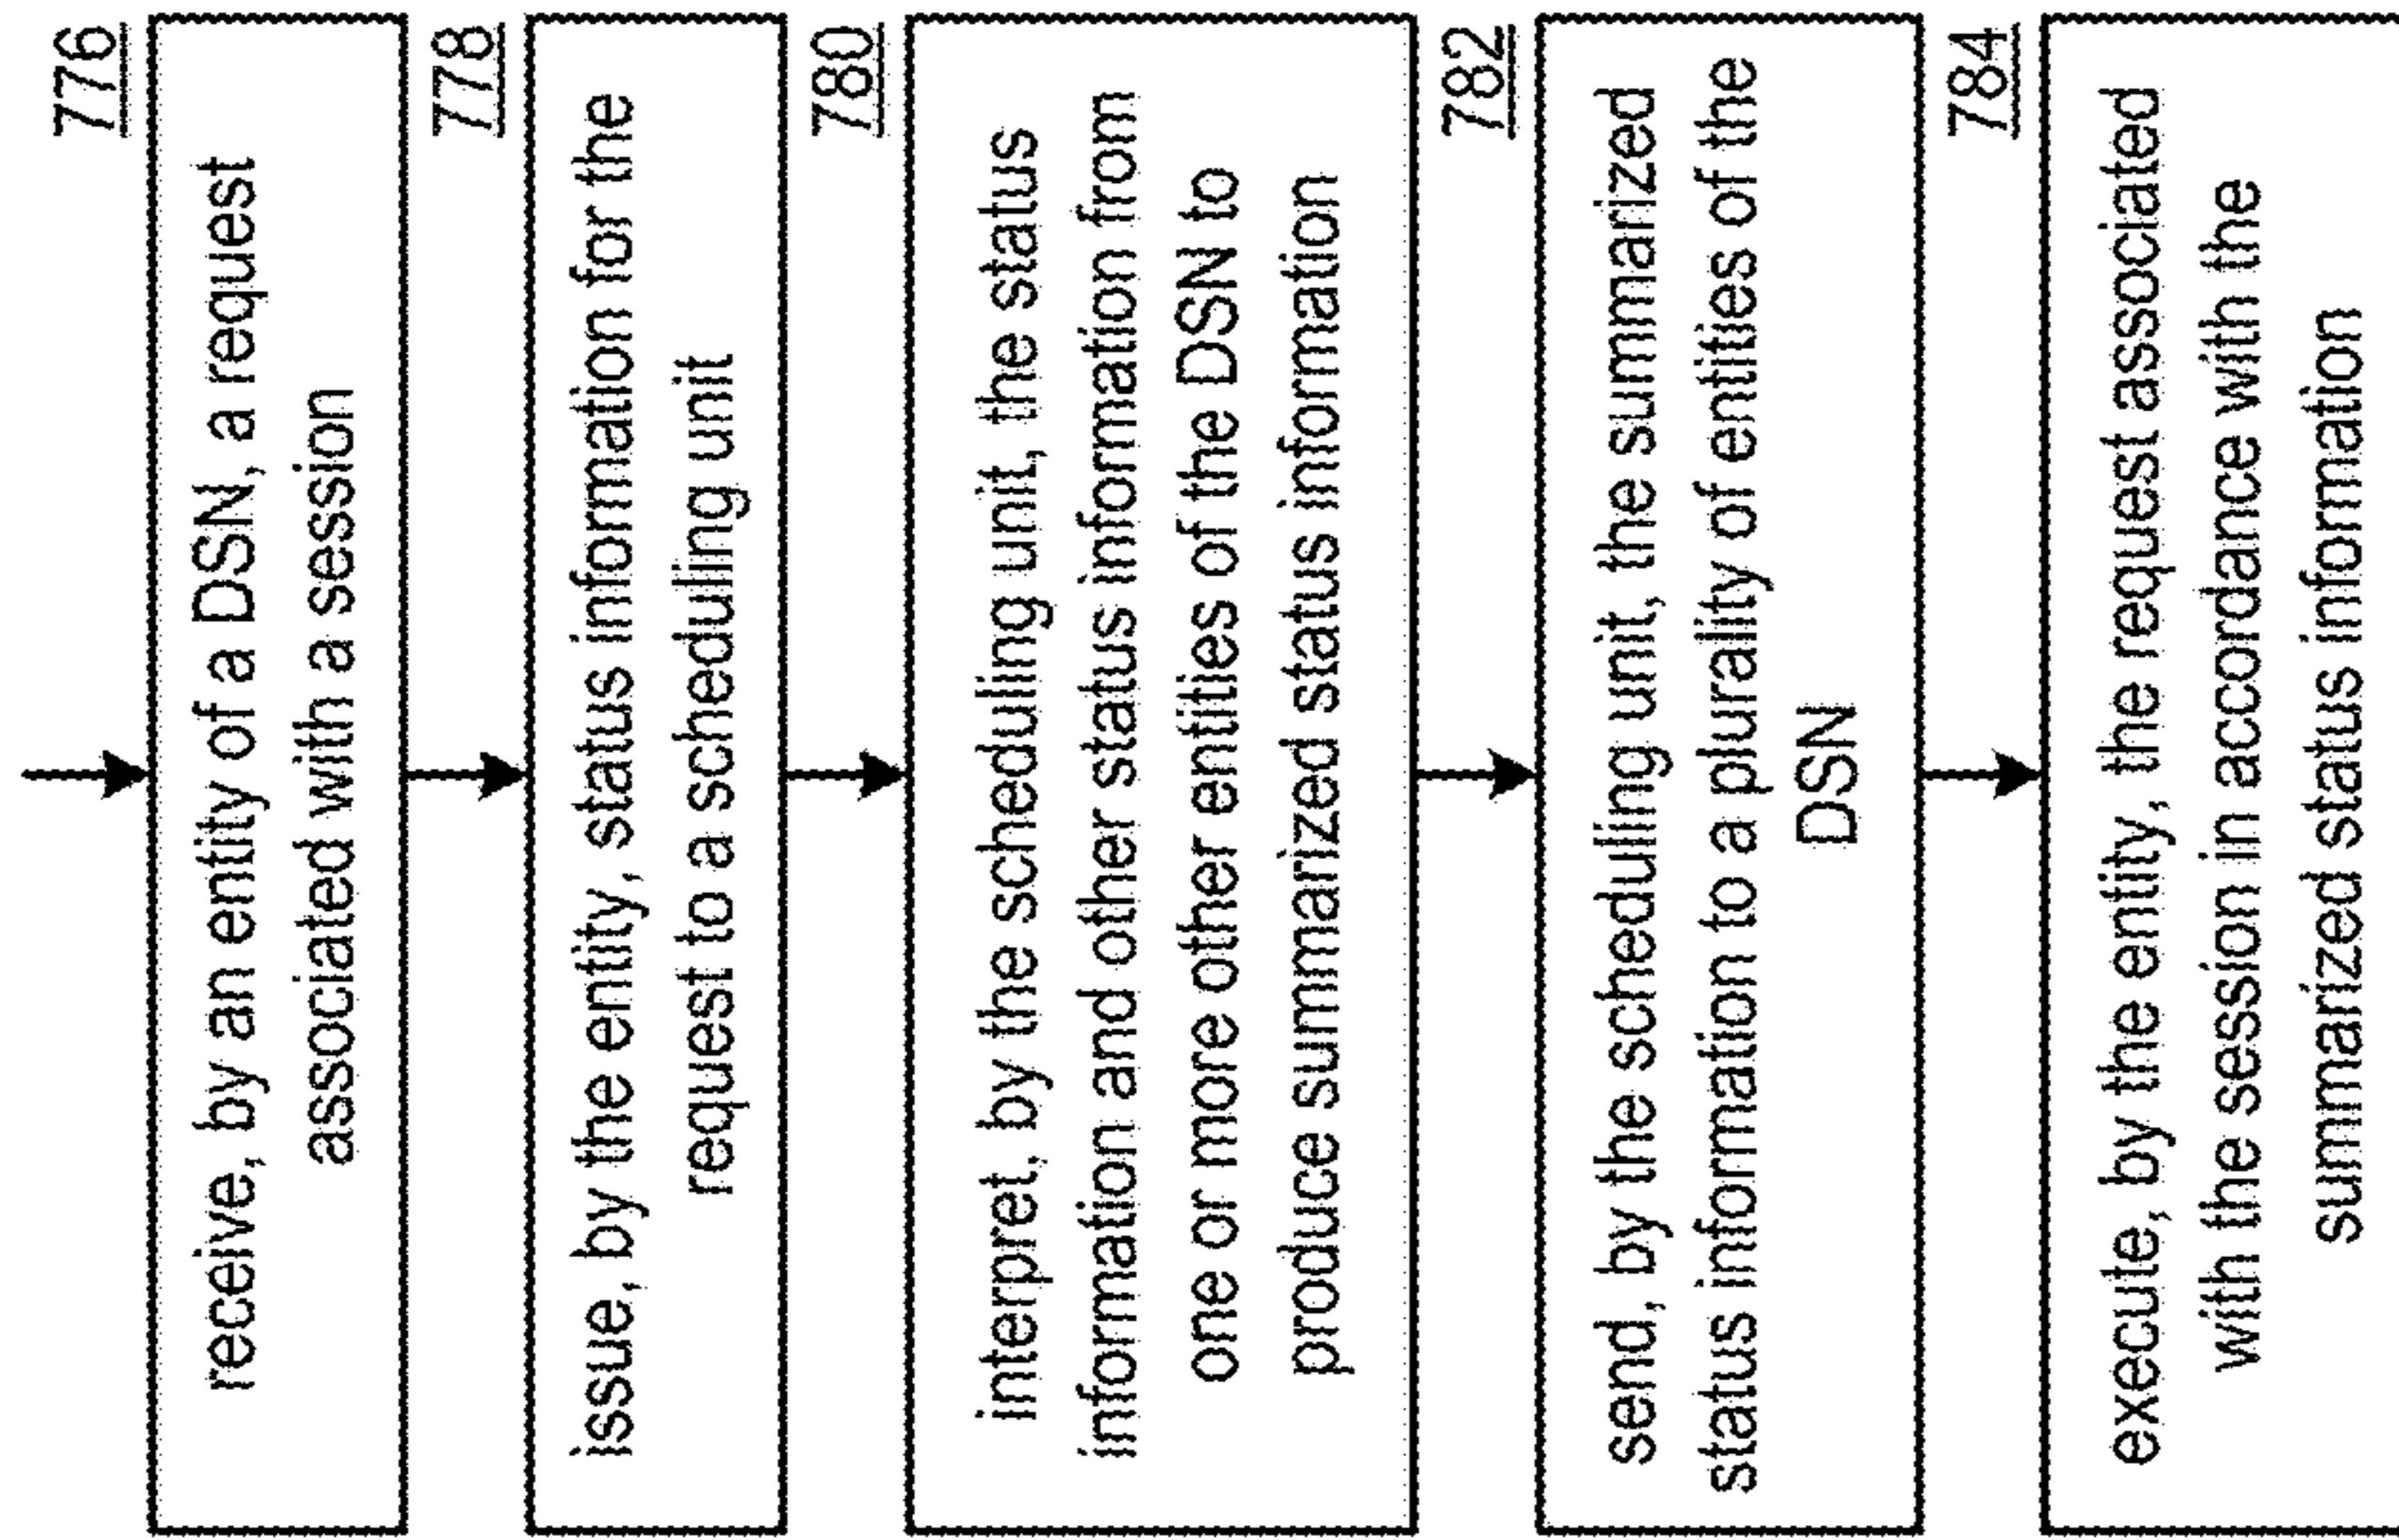 776
receive, by an entity of a DSN, a request
associated with a session
778
issue, by the entity, status information for the
request to a scheduling unit
780
interpret, by the scheduling unit, the status
information and other status information from
one or more other entities of the DSN to
produce summarized status information
782
send, by the scheduling unit, the summarized
status information to a plurality of entities of the
DSN
784
execute, by the entity, the request associated
with the session in accordance with the
summarized status information